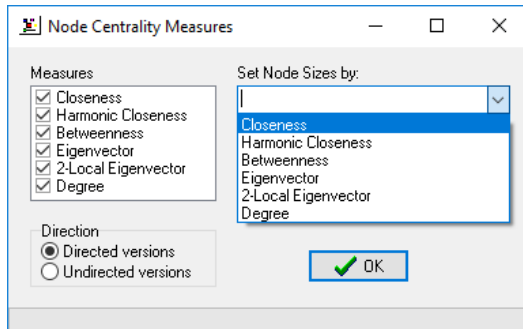 Node Centrality Measures
Measures
Closeness
Harmonic Closeness
Betweenness
Eigenvector
2-Local Eigenvector
Degree
Direction
Directed versions
Undirected versions
Set Node Sizes by:
Closeness
Harmonic Closeness
Betweenness
Eigenvector
2-Local Eigenvector
Degree
OK